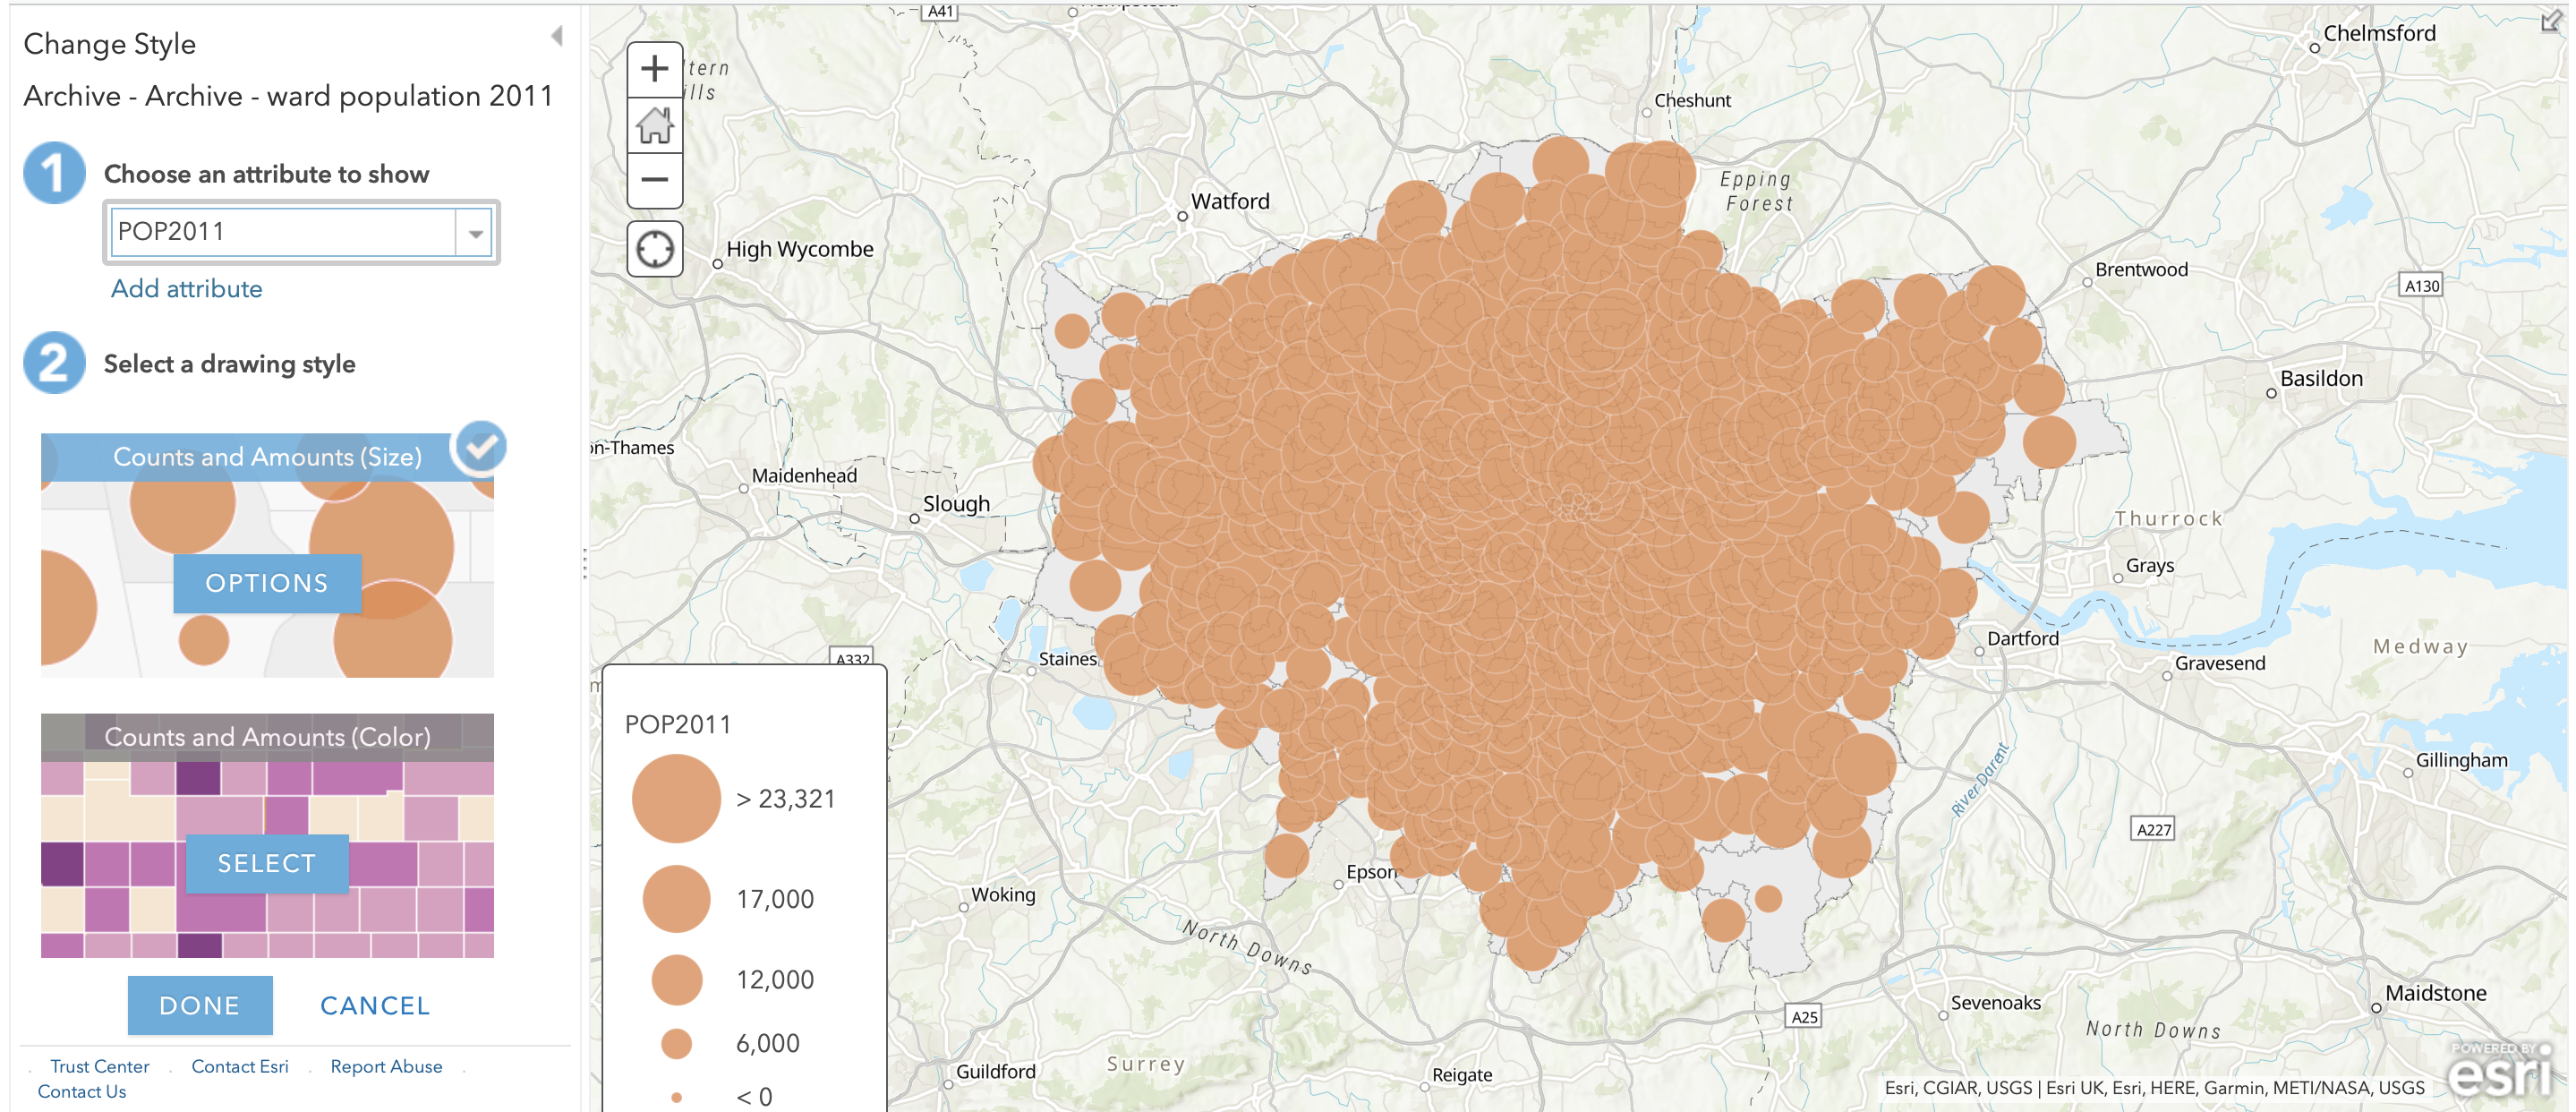 Change Style
Archive - Archive - ward population 2011
1 Choose an attribute to show
POP2011
Add attribute
2 Select a drawing style
Counts and Amounts (Size)
OPTIONS
Counts and Amounts (Color)
SELECT
DONE CANCEL
Trust Center . Contact Esri . Report Abuse .
Contact Us
A41
Chelmsford
Cheshunt
Epping
Forest
Watford
High Wycombe
Brentwood
A130
Basildon
on-Thames
Maidenhead
Slough
Thurrock
Grays
Staines
A332
Dartford
Gravesend
Medway
POP2011
> 23,321
17,000
12,000
6,000
< 0
River Darent
Gillingham
A227
Epsom
Woking
North Downs
Maidstone
A25
Sevenoaks
North Downs
Guildford
Surrey
Reigate
POWERED BY
esri
Esri, CGIAR, USGS | Esri UK, Esri, HERE, Garmin, METI/NASA, USGS